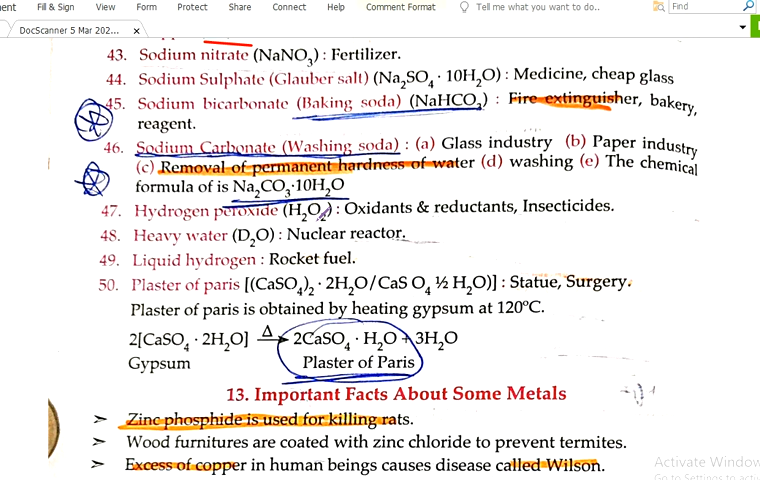 ment Fill & Sign View Form Protect Share Connect Help Comment Format Tell me what you want to do.. Find
DocScanner 5 Mar 202... ×
43. Sodium nitrate (NaNO₃) : Fertilizer.
44. Sodium Sulphate (Glauber salt) (Na₂SO₄ · 10H₂O) : Medicine, cheap glass
45. Sodium bicarbonate (Baking soda) (NaHCO₃) : Fire extinguisher, bakery,
reagent.
46. Sodium Carbonate (Washing soda) : (a) Glass industry (b) Paper industry
(c) Removal of permanent hardness of water (d) washing (e) The chemical
formula of is Na₂CO₃·10H₂O
47. Hydrogen peroxide (H₂O₂) : Oxidants & reductants, Insecticides.
48. Heavy water (D₂O) : Nuclear reactor.
49. Liquid hydrogen : Rocket fuel.
50. Plaster of paris [(CaSO₄)₂ · 2H₂O/CaS O₄ ½ H₂O)] : Statue, Surgery.
Plaster of paris is obtained by heating gypsum at 120ºC.
2[CaSO₄ · 2H₂O] —Δ→ 2CaSO₄ · H₂O + 3H₂O
Gypsum Plaster of Paris
13. Important Facts About Some Metals
➢ Zinc phosphide is used for killing rats.
➢ Wood furnitures are coated with zinc chloride to prevent termites.
➢ Excess of copper in human beings causes disease called Wilson.
Activate Window